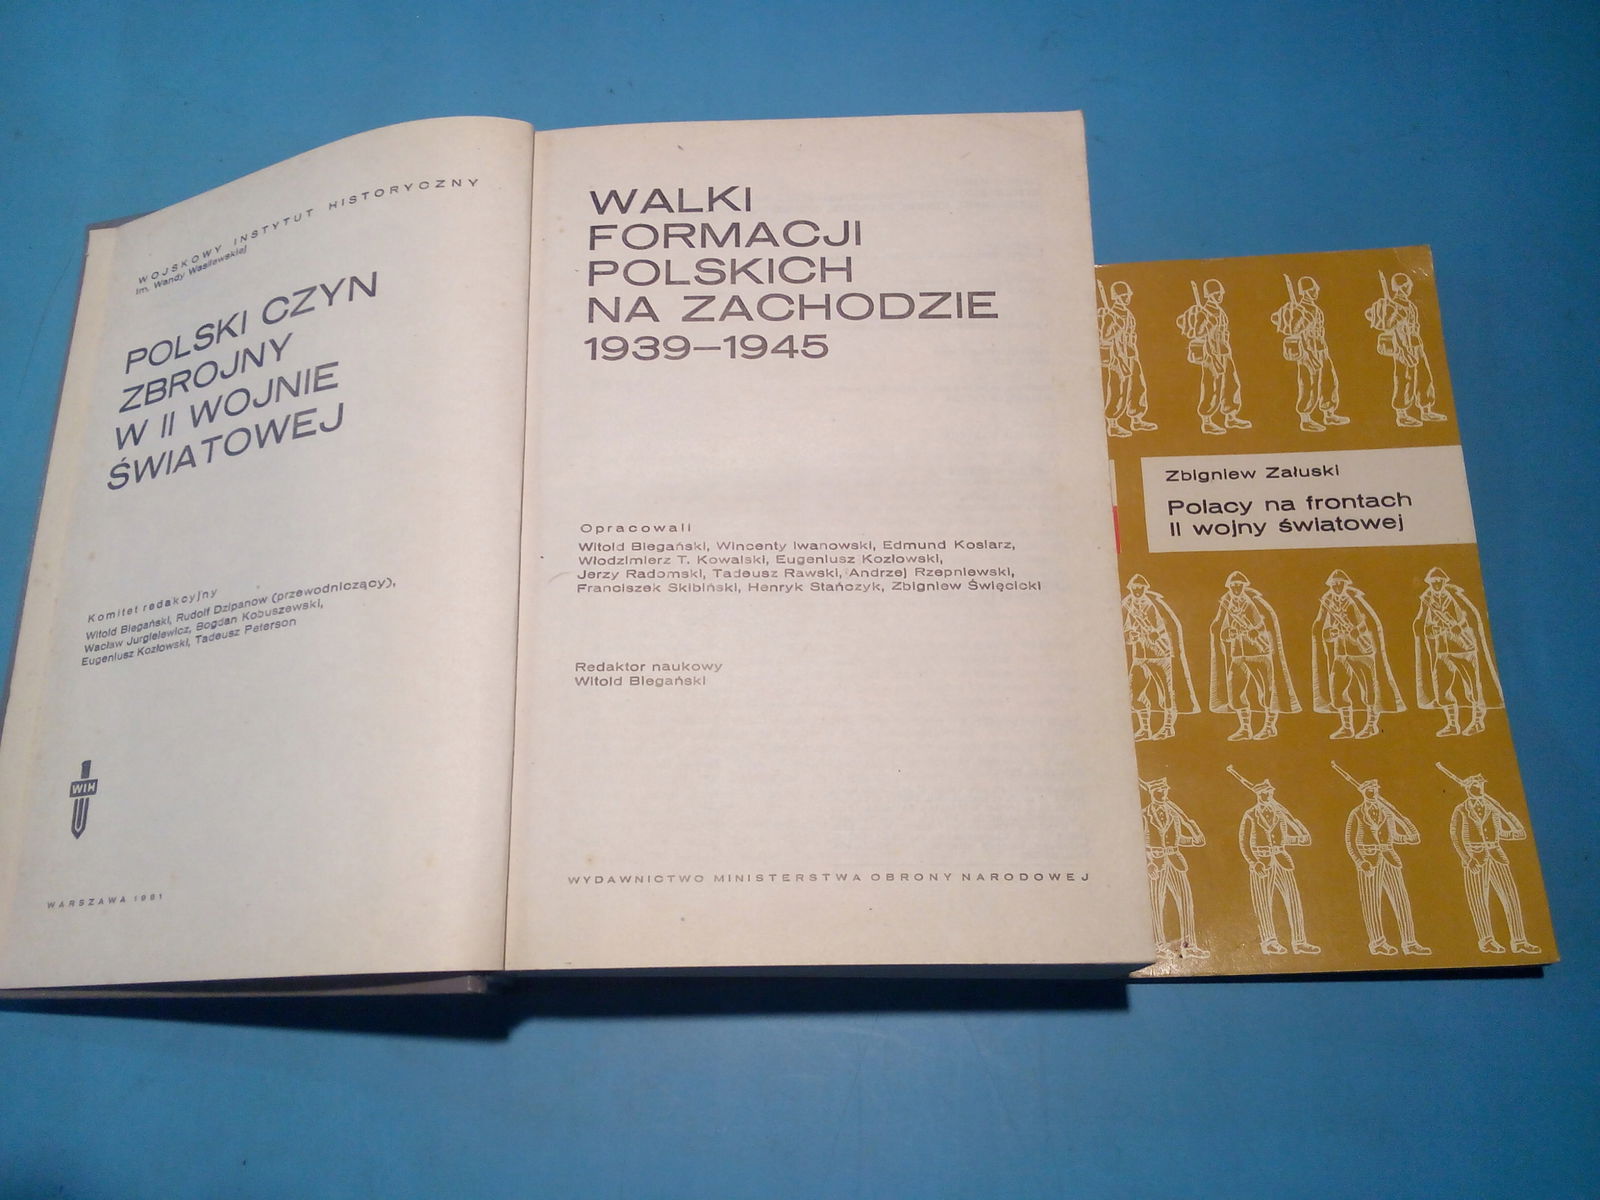 WOJSKOWY INSTYTUT HISTORYCZNY
im. Wandy Wasilewskiej
POLSKI CZYN
ZBROJNY
W II WOJNIE
ŚWIATOWEJ
Komitet redakcyjny
Witold Biegański, Rudolf Dzipanow (przewodniczący),
Wacław Jurgielewicz, Bogdan Kobuszewski,
Eugeniusz Kozłowski, Tadeusz Peterson
WIH
WARSZAWA 1981
WALKI
FORMACJI
POLSKICH
NA ZACHODZIE
1939—1945
Opracowali
Witold Biegański, Wincenty Iwanowski, Edmund Kosiarz,
Włodzimierz T. Kowalski, Eugeniusz Kozłowski,
Jerzy Radomski, Tadeusz Rawski, Andrzej Rzepniewski,
Franciszek Skibiński, Henryk Stańczyk, Zbigniew Święcicki
Redaktor naukowy
Witold Biegański
WYDAWNICTWO MINISTERSTWA OBRONY NARODOWEJ
Zbigniew Załuski
Polacy na frontach
II wojny światowej